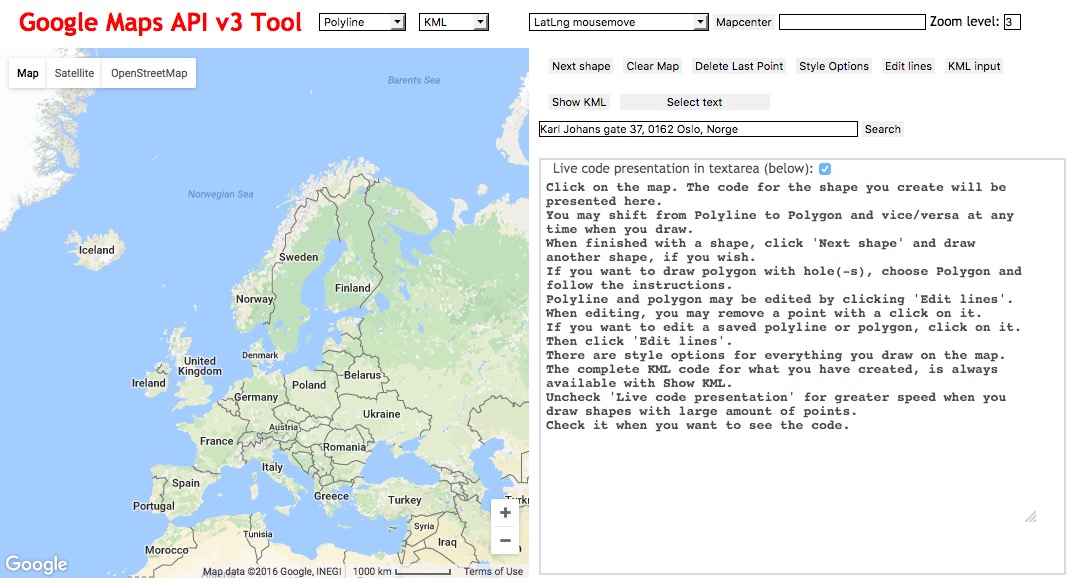 Google Maps API v3 Tool
Polyline
KML
LatLng mousemove
Mapcenter
Zoom level: 3
Map
Satellite
OpenStreetMap
Next shape
Clear Map
Delete Last Point
Style Options
Edit lines
KML input
Show KML
Select text
Karl Johans gate 37, 0162 Oslo, Norge
Search
Live code presentation in textarea (below):
Click on the map. The code for the shape you create will be
presented here.
You may shift from Polyline to Polygon and vice/versa at any
time when you draw.
When finished with a shape, click 'Next shape' and draw
another shape, if you wish.
If you want to draw polygon with hole(-s), choose Polygon and
follow the instructions.
Polyline and polygon may be edited by clicking 'Edit lines'.
When editing, you may remove a point with a click on it.
If you want to edit a saved polyline or polygon, click on it.
Then click 'Edit lines'.
There are style options for everything you draw on the map.
The complete KML code for what you have created, is always
available with Show KML.
Uncheck 'Live code presentation' for greater speed when you
draw shapes with large amount of points.
Check it when you want to see the code.
Barents Sea
Norwegian Sea
Iceland
Sweden
Finland
Norway
Denmark
United
Kingdom
Ireland
Belarus
Poland
Germany
Ukraine
Austria
France
Romania
Italy
Spain
Greece
Turkey
Portugal
Syria
Tunisia
Iraq
Morocco
Google
Map data ©2016 Google, INEGI
1000 km
Terms of Use